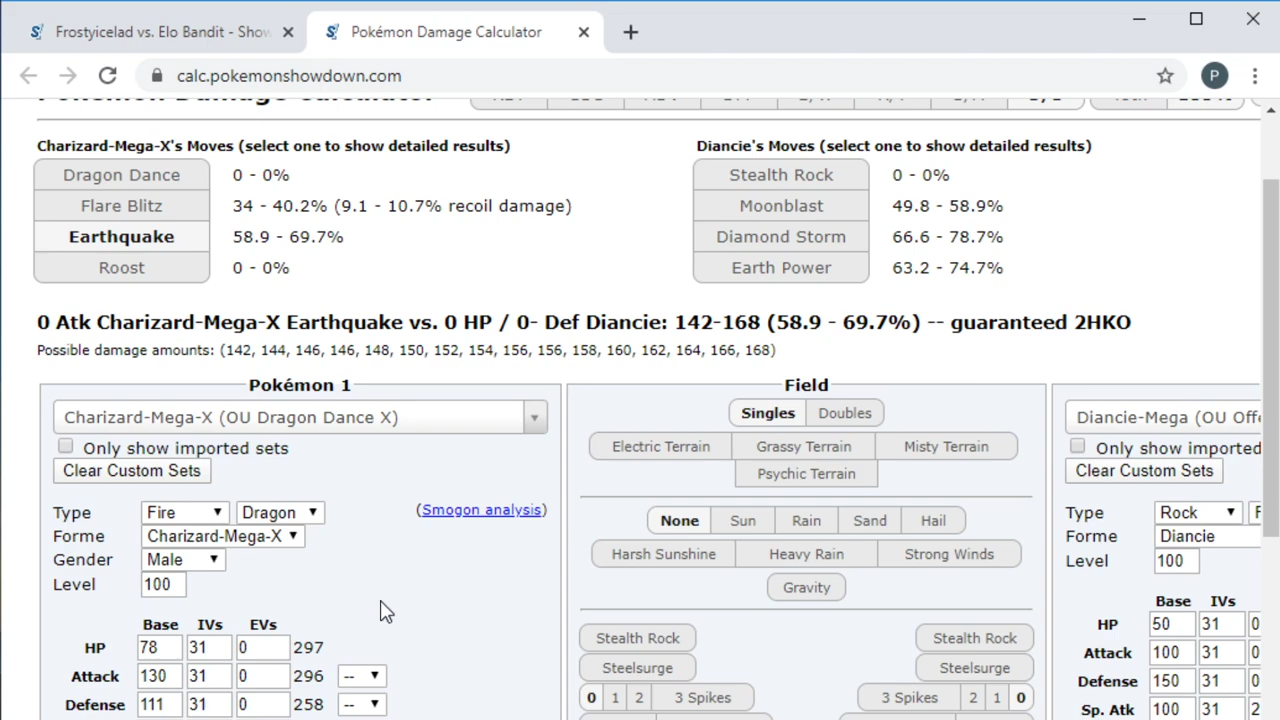 Frostyicelad vs. Elo Bandit - Show
Pokémon Damage Calculator
calc.pokemonshowdown.com
P
Pokémon Damage Calculator
Charizard-Mega-X's Moves (select one to show detailed results)
Dragon Dance 0 - 0%
Flare Blitz 34 - 40.2% (9.1 - 10.7% recoil damage)
Earthquake 58.9 - 69.7%
Roost 0 - 0%
Diancie's Moves (select one to show detailed results)
Stealth Rock 0 - 0%
Moonblast 49.8 - 58.9%
Diamond Storm 66.6 - 78.7%
Earth Power 63.2 - 74.7%
0 Atk Charizard-Mega-X Earthquake vs. 0 HP / 0- Def Diancie: 142-168 (58.9 - 69.7%) -- guaranteed 2HKO
Possible damage amounts: (142, 144, 146, 146, 148, 150, 152, 154, 156, 156, 158, 160, 162, 164, 166, 168)
Pokémon 1
Charizard-Mega-X (OU Dragon Dance X)
Only show imported sets
Clear Custom Sets
Type Fire Dragon (Smogon analysis)
Forme Charizard-Mega-X
Gender Male
Level 100
Base IVs EVs
HP 78 31 0 297
Attack 130 31 0 296 --
Defense 111 31 0 258 --
Field
Singles Doubles
Electric Terrain Grassy Terrain Misty Terrain
Psychic Terrain
None Sun Rain Sand Hail
Harsh Sunshine Heavy Rain Strong Winds
Gravity
Stealth Rock Stealth Rock
Steelsurge Steelsurge
0 1 2 3 Spikes 3 Spikes 2 1 0
Diancie-Mega (OU Offe
Only show imported
Clear Custom Sets
Type Rock F
Forme Diancie
Level 100
Base IVs
HP 50 31 0
Attack 100 31 0
Defense 150 31 0
Sp. Atk 100 31 2